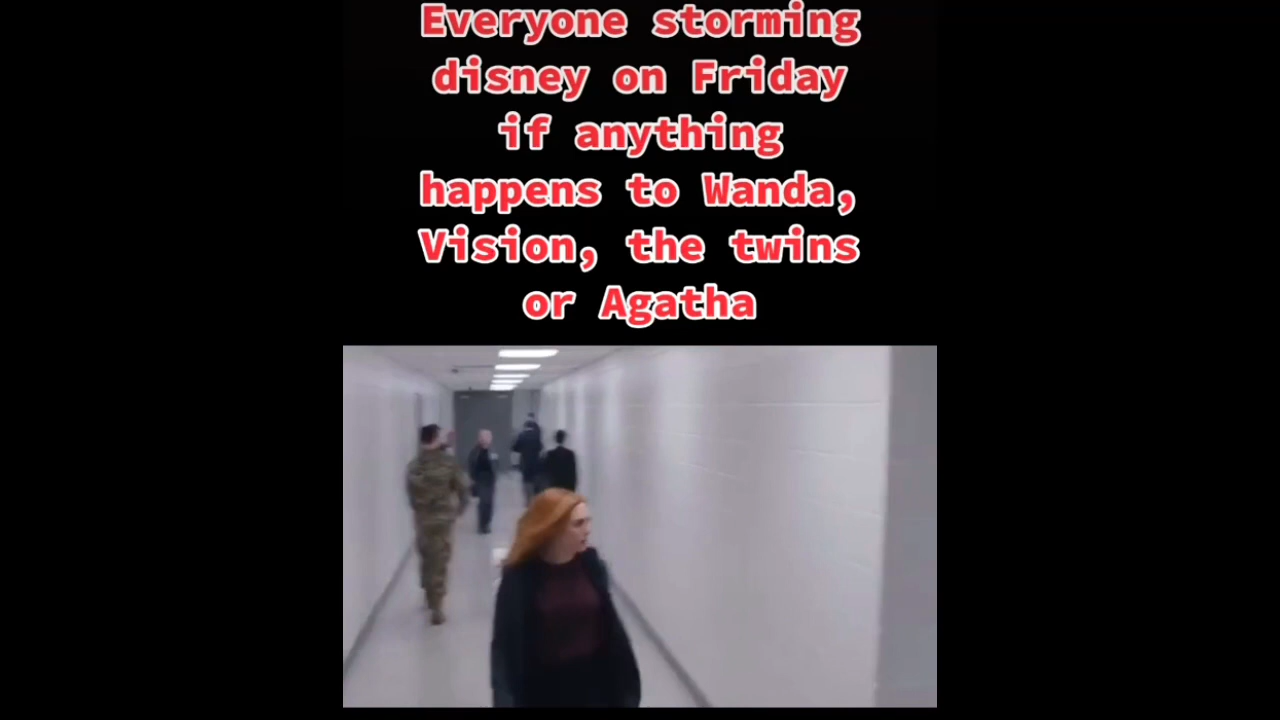 Everyone storming
disney on Friday
if anything
happens to Wanda,
Vision, the twins
or Agatha